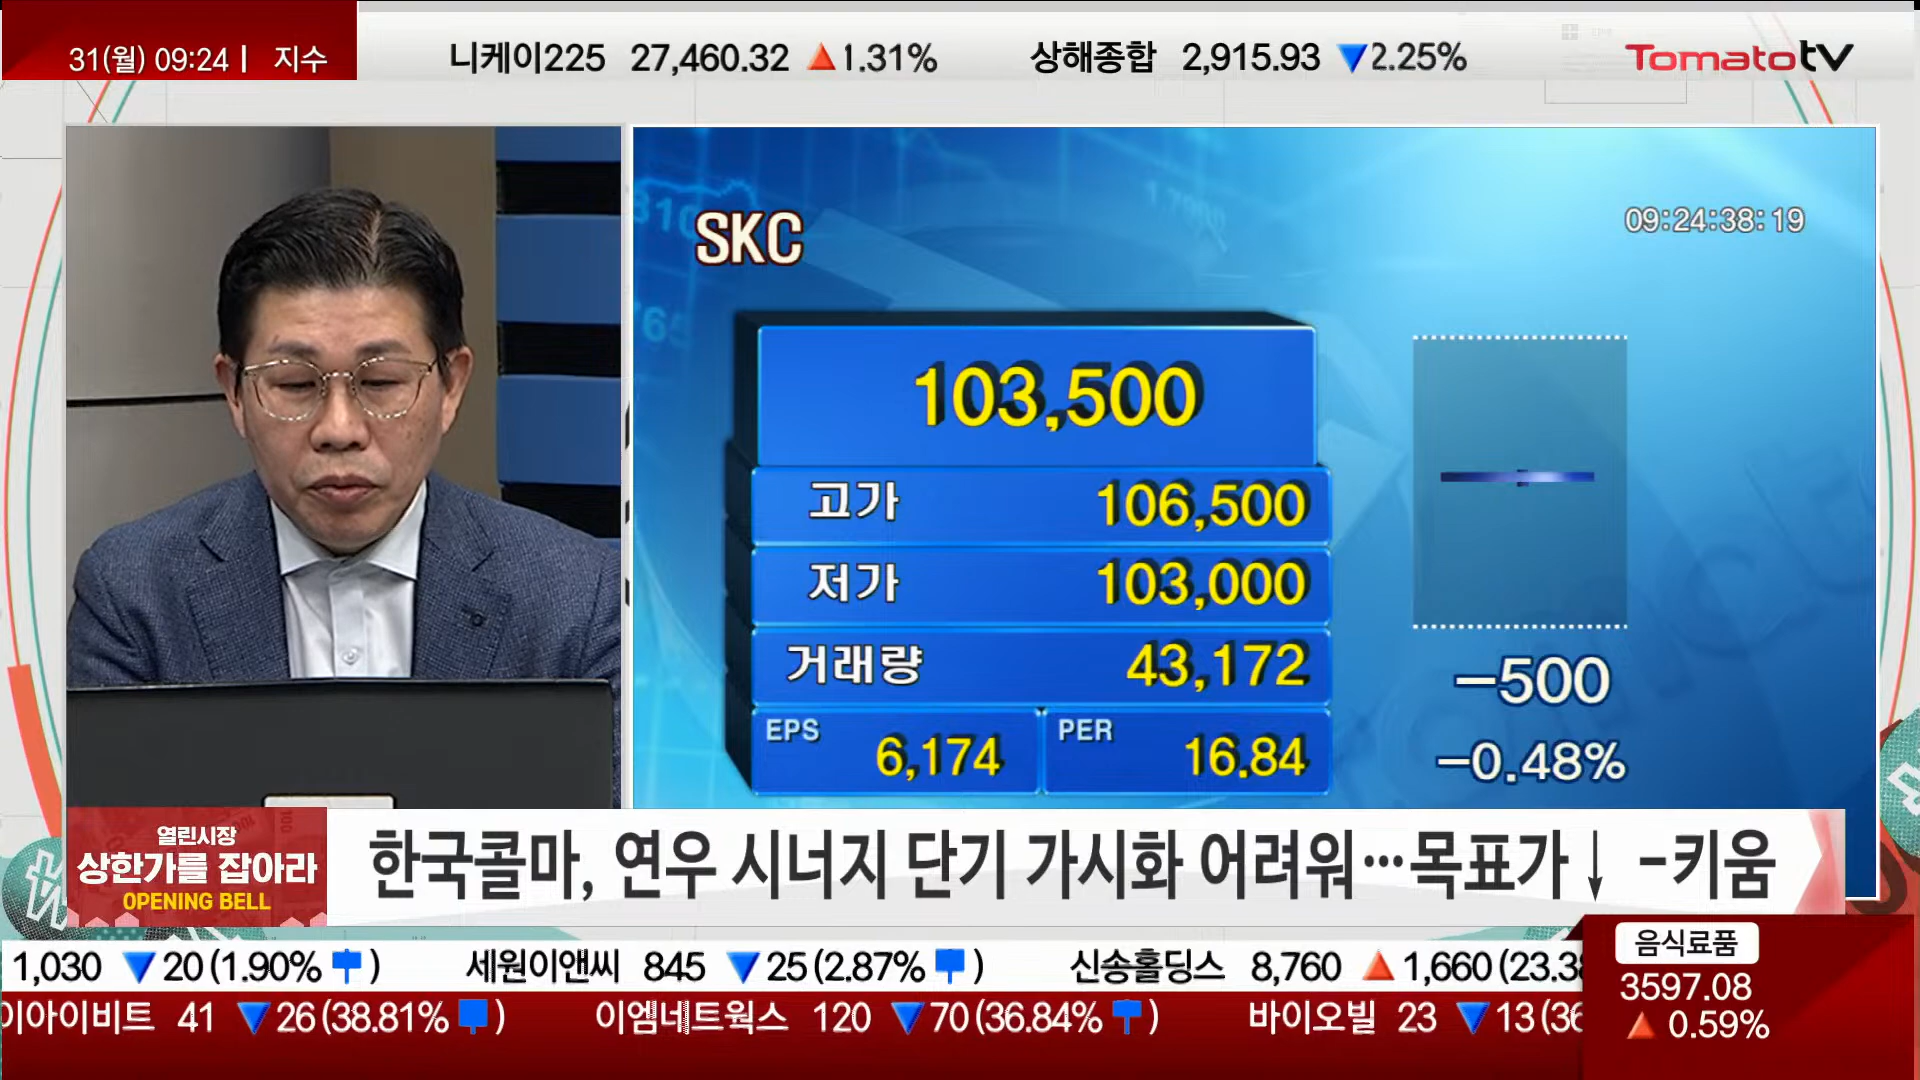 31(월) 09:24 | 지수
니케이225 27,460.32 ▲1.31%
상해종합 2,915.93 ▼2.25%
Tomatotv
SKC
09:24:38:19
103,500
고가 106,500
저가 103,000
거래량 43,172
EPS 6,174
PER 16.84
-500
-0.48%
열린시장
상한가를 잡아라
OPENING BELL
한국콜마, 연우 시너지 단기 가시화 어려워…목표가↓ -키움
1,030 ▼20(1.90%) 세원이앤씨 845 ▼25(2.87%) 신송홀딩스 8,760 ▲1,660(23.38
이아이비트 41 ▼26(38.81%) 이엠네트웍스 120 ▼70(36.84%) 바이오빌 23 ▼13(36
음식료품
3597.08
▲ 0.59%